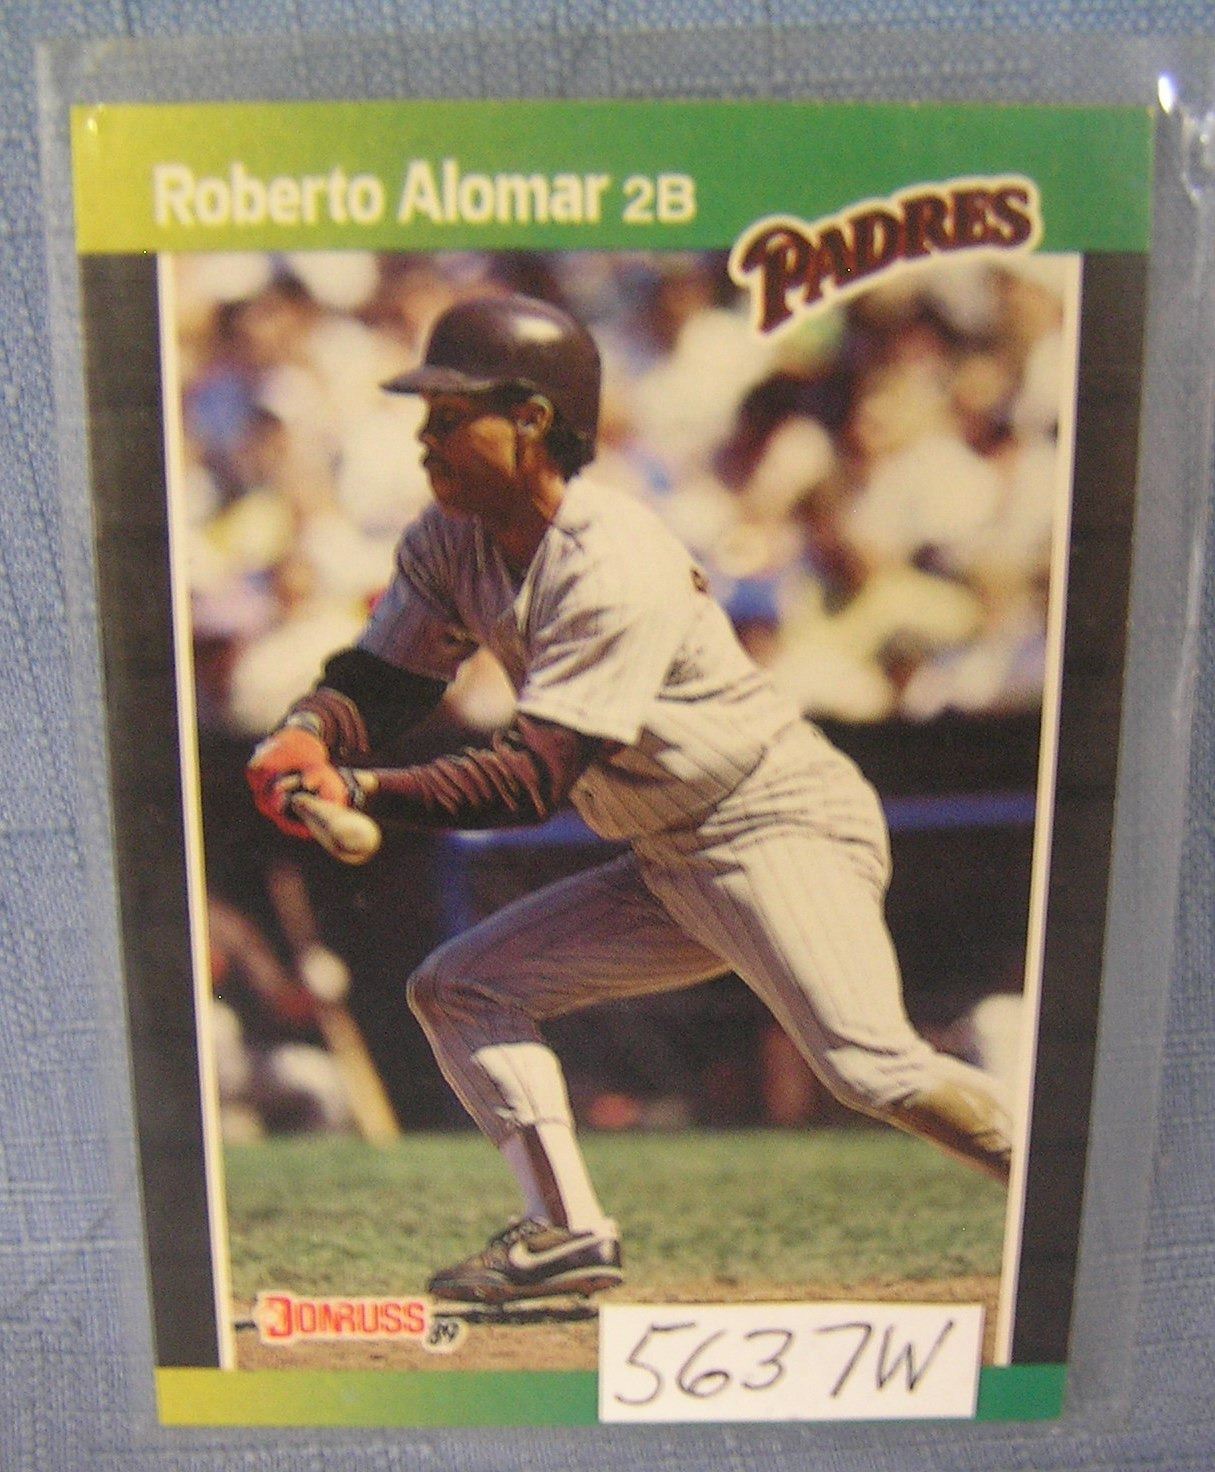 Roberto Alomar 2B
PADRES
DONRUSS '89
5637W